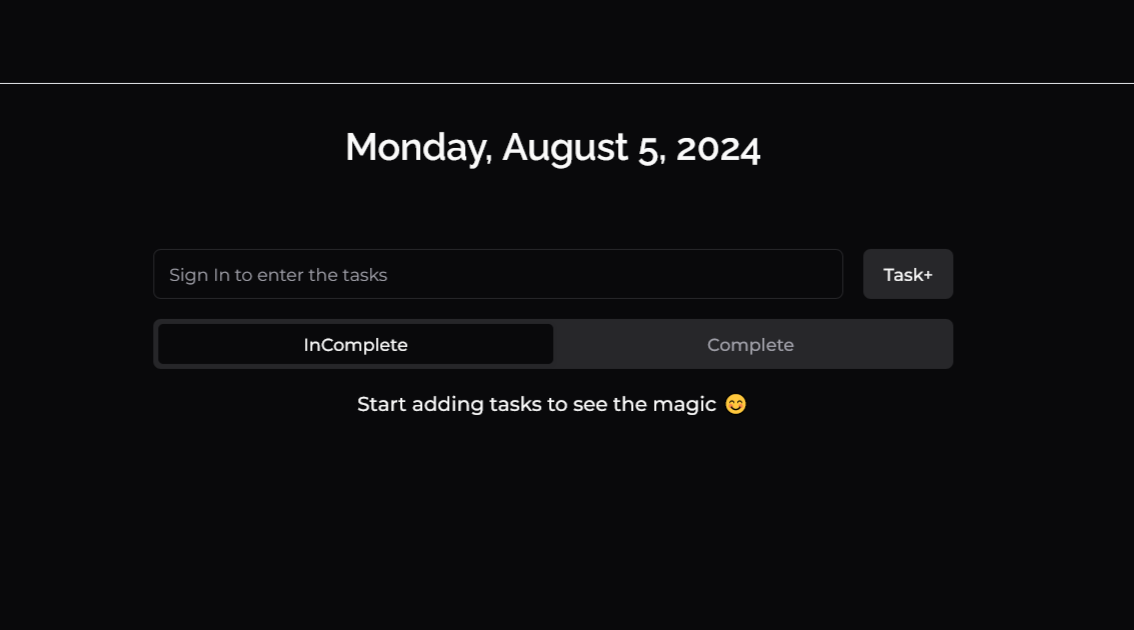 Monday, August 5, 2024
Sign In to enter the tasks
Task+
InComplete
Complete
Start adding tasks to see the magic 😊